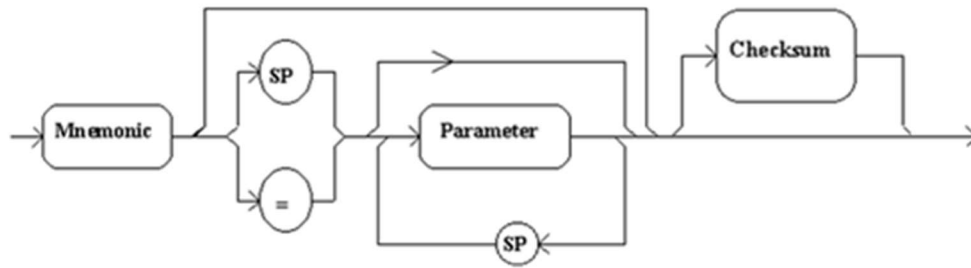 Checksum
SP
Mnemonic
Parameter
=
SP